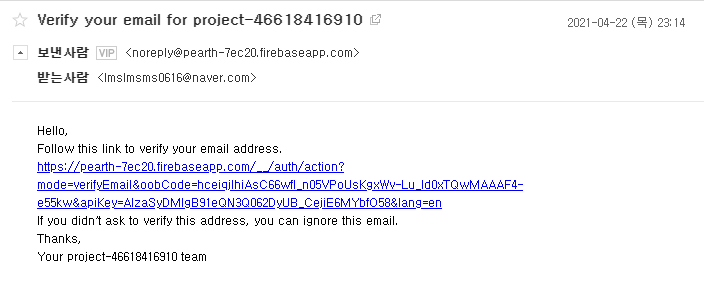 Verify your email for project-46618416910
2021-04-22 (목) 23:14
보낸사람 VIP <noreply@pearth-7ec20.firebaseapp.com>
받는사람 <lmslmsms0616@naver.com>
Hello,
Follow this link to verify your email address.
https://pearth-7ec20.firebaseapp.com/__/auth/action?
mode=verifyEmail&oobCode=hceiqilhiAsC66wfl_n05VPoUsKgxWv-Lu_ld0xTQwMAAAF4-
e55kw&apiKey=AIzaSyDMlgB91eQN3Q062DyUB_CejiE6MYbfO58&lang=en
If you didn't ask to verify this address, you can ignore this email.
Thanks,
Your project-46618416910 team